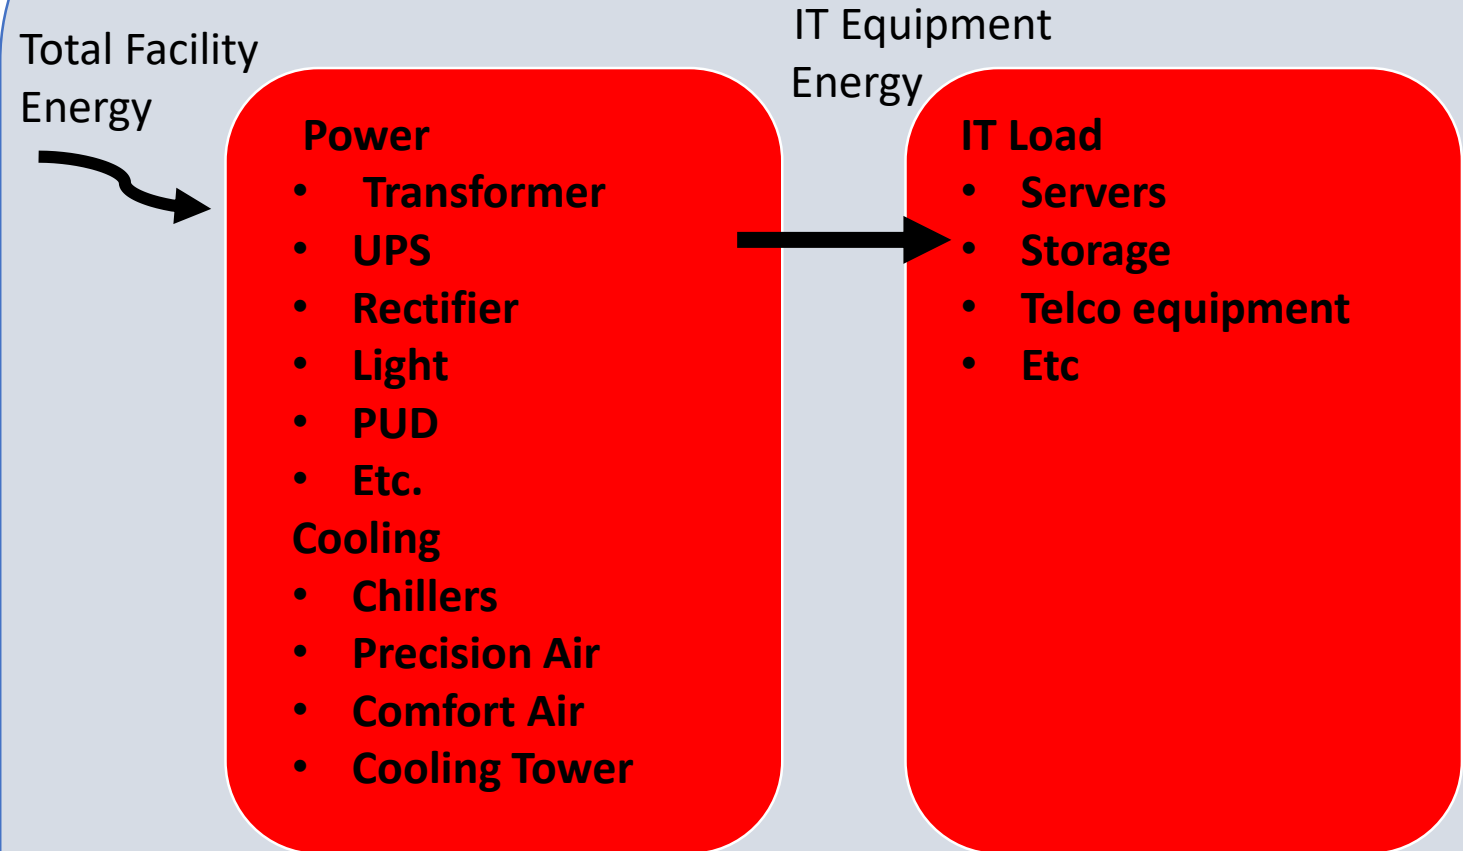 Total Facility
Energy
Power
• Transformer
• UPS
• Rectifier
• Light
• PUD
• Etc.
Cooling
• Chillers
• Precision Air
• Comfort Air
• Cooling Tower
IT Equipment
Energy
IT Load
• Servers
• Storage
• Telco equipment
• Etc